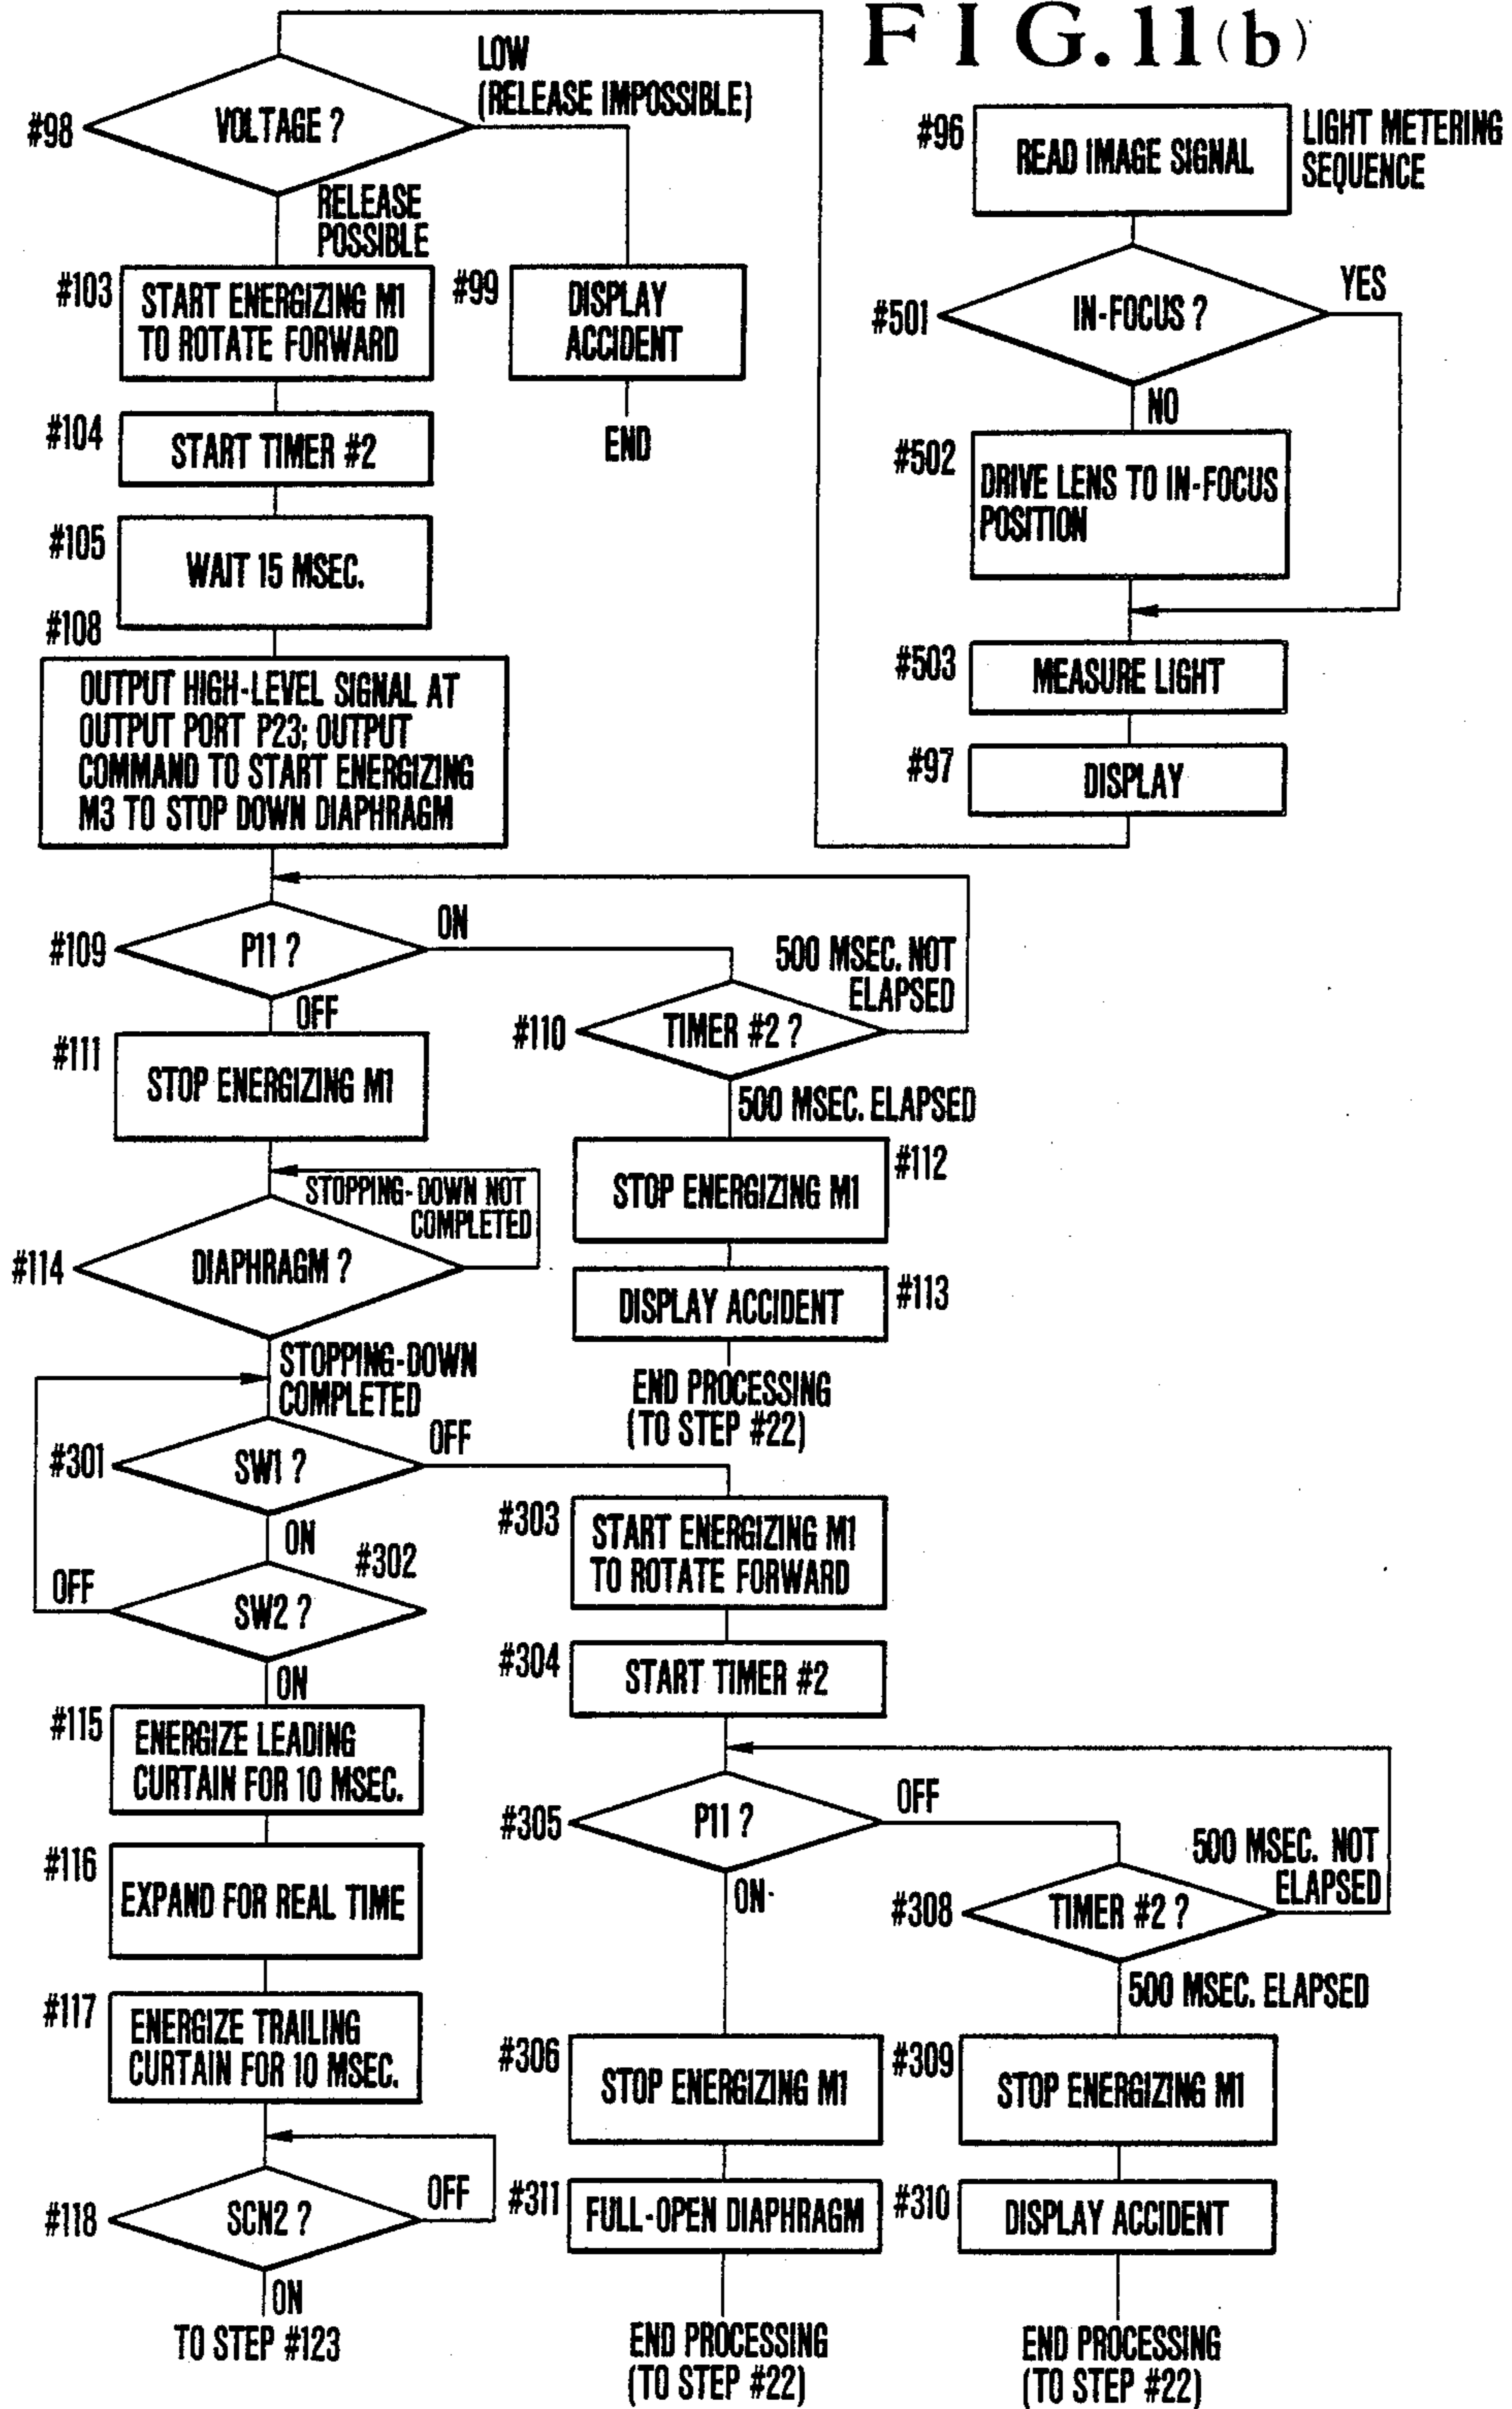 FIG.11(b)
#98
VOLTAGE ?
LOW
(RELEASE IMPOSSIBLE)
RELEASE
POSSIBLE
#103
START ENERGIZING M1
TO ROTATE FORWARD
#99
DISPLAY
ACCIDENT
END
#104
START TIMER #2
#105
WAIT 15 MSEC.
#108
OUTPUT HIGH-LEVEL SIGNAL AT
OUTPUT PORT P23; OUTPUT
COMMAND TO START ENERGIZING
M3 TO STOP DOWN DIAPHRAGM
#96
READ IMAGE SIGNAL
LIGHT METERING
SEQUENCE
#501
IN-FOCUS ?
YES
NO
#502
DRIVE LENS TO IN-FOCUS
POSITION
#503
MEASURE LIGHT
#97
DISPLAY
#109
P11 ?
ON
OFF
500 MSEC. NOT
ELAPSED
#110
TIMER #2 ?
500 MSEC. ELAPSED
#111
STOP ENERGIZING M1
#112
STOP ENERGIZING M1
#113
DISPLAY ACCIDENT
END PROCESSING
(TO STEP #22)
STOPPING-DOWN NOT
COMPLETED
#114
DIAPHRAGM ?
STOPPING-DOWN
COMPLETED
#301
SW1 ?
OFF
ON
#302
OFF
SW2 ?
ON
#303
START ENERGIZING M1
TO ROTATE FORWARD
#304
START TIMER #2
#115
ENERGIZE LEADING
CURTAIN FOR 10 MSEC.
#116
EXPAND FOR REAL TIME
#117
ENERGIZE TRAILING
CURTAIN FOR 10 MSEC.
#118
SCN2 ?
OFF
ON
TO STEP #123
#305
P11 ?
OFF
ON
500 MSEC. NOT
ELAPSED
#308
TIMER #2 ?
500 MSEC. ELAPSED
#306
STOP ENERGIZING M1
#309
STOP ENERGIZING M1
#311
FULL-OPEN DIAPHRAGM
#310
DISPLAY ACCIDENT
END PROCESSING
(TO STEP #22)
END PROCESSING
(TO STEP #22)